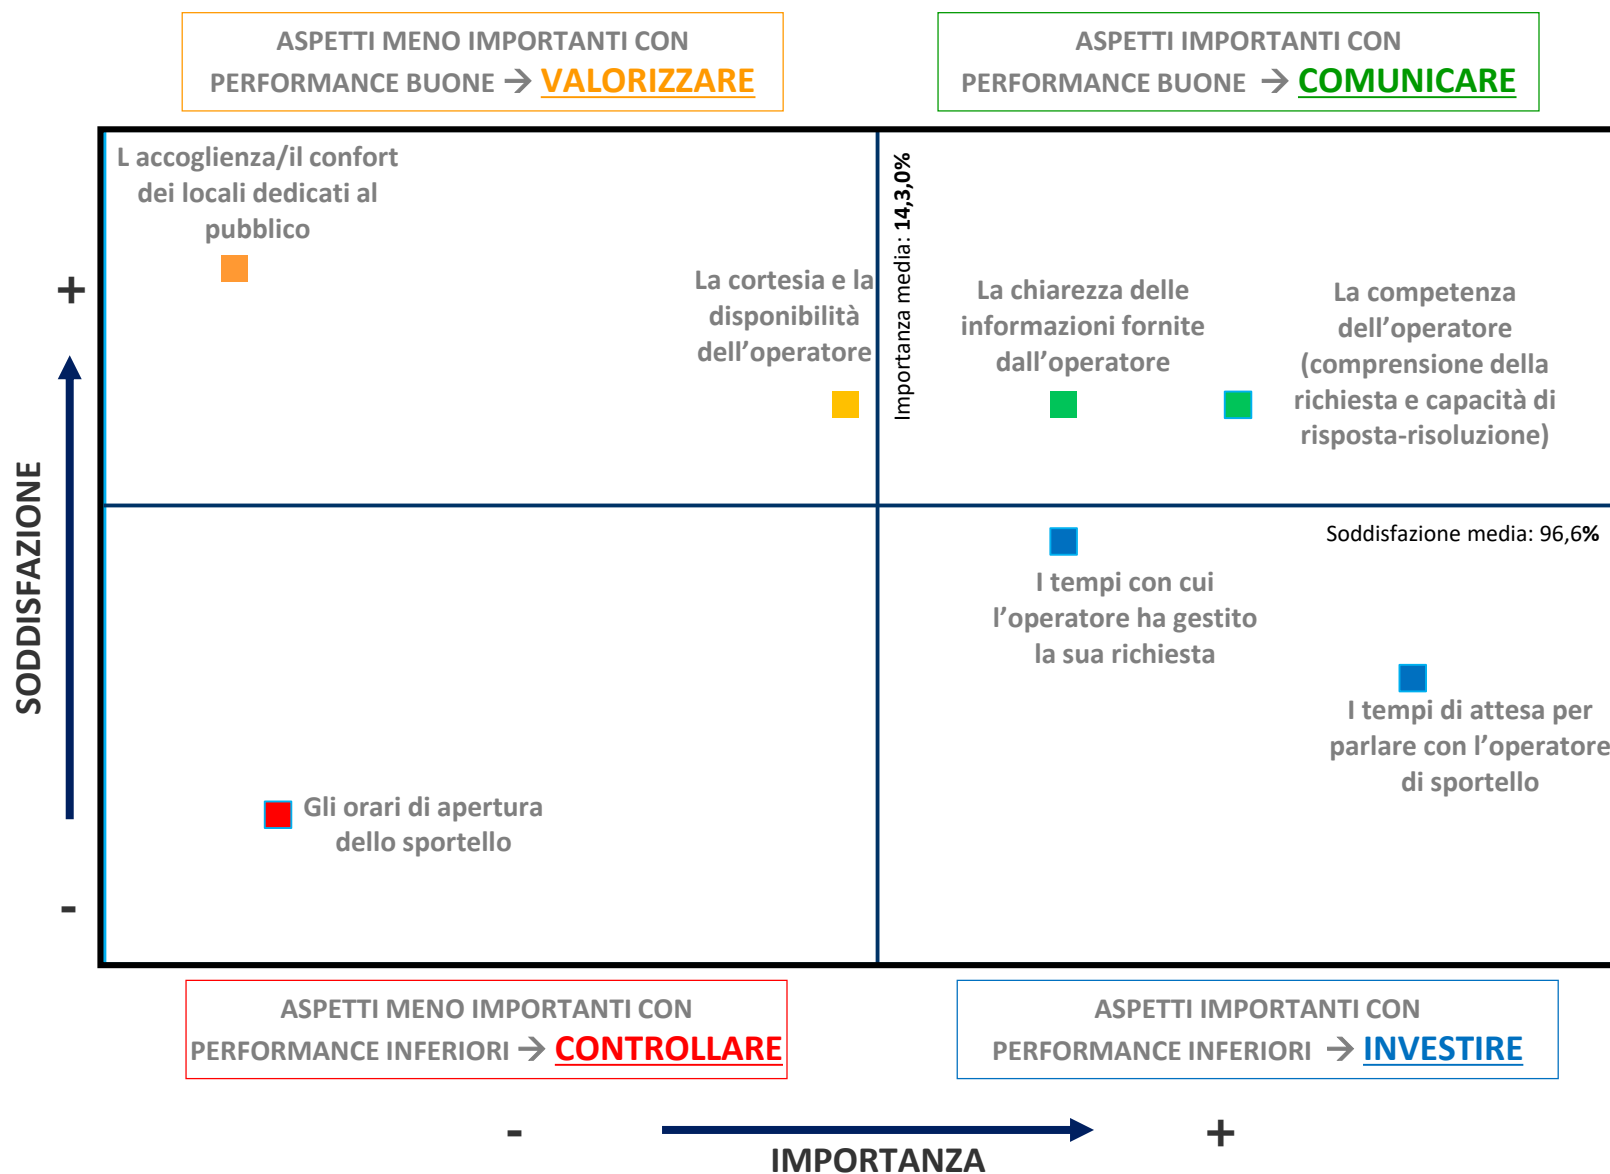 ASPETTI MENO IMPORTANTI CON
PERFORMANCE BUONE → VALORIZZARE
ASPETTI IMPORTANTI CON
PERFORMANCE BUONE → COMUNICARE
L accoglienza/il confort
dei locali dedicati al
pubblico
Importanza media: 14,3,0%
La cortesia e la
disponibilità
dell’operatore
La chiarezza delle
informazioni fornite
dall’operatore
La competenza
dell’operatore
(comprensione della
richiesta e capacità di
risposta-risoluzione)
+
SODDISFAZIONE
-
Soddisfazione media: 96,6%
I tempi con cui
l’operatore ha gestito
la sua richiesta
I tempi di attesa per
parlare con l’operatore
di sportello
Gli orari di apertura
dello sportello
ASPETTI MENO IMPORTANTI CON
PERFORMANCE INFERIORI → CONTROLLARE
ASPETTI IMPORTANTI CON
PERFORMANCE INFERIORI → INVESTIRE
-
+
IMPORTANZA